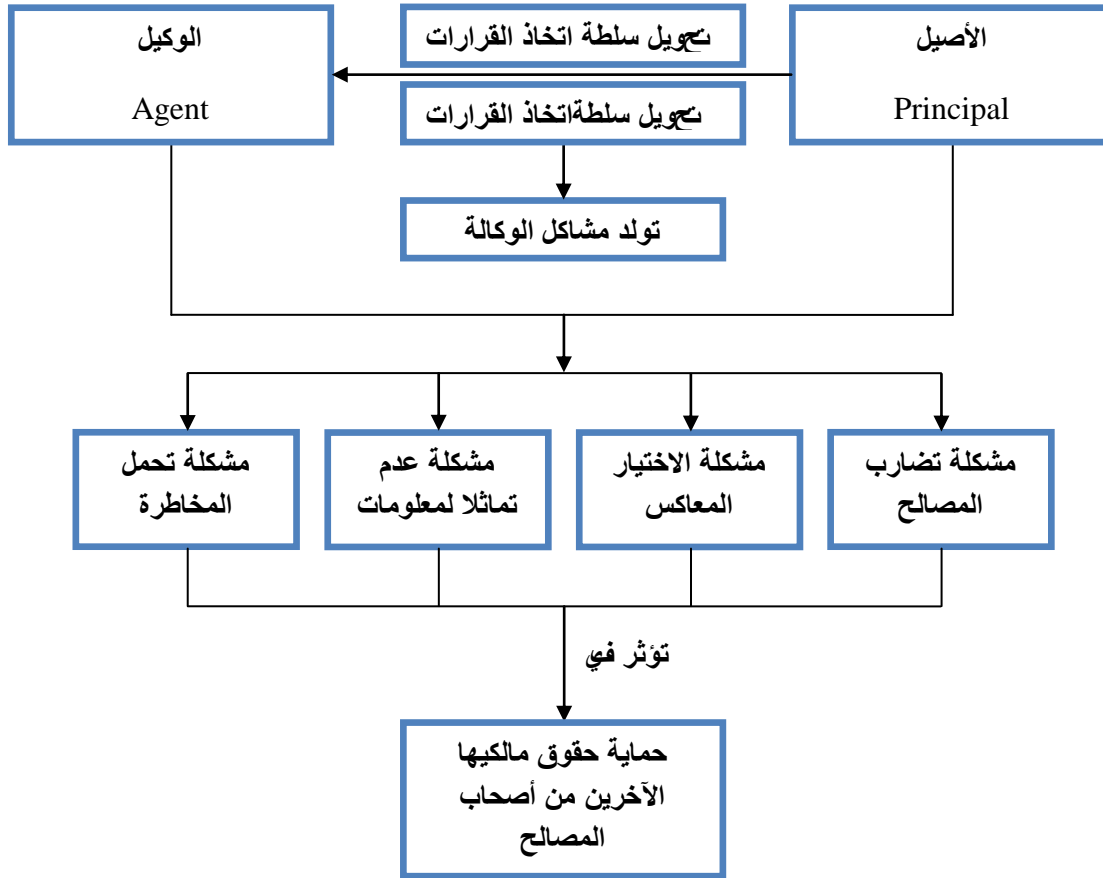 الأصيل
Principal
تحويل سلطة اتخاذ القرارات
الوكيل
Agent
تحويل سلطةاتخاذ القرارات
تولد مشاكل الوكالة
مشكلة تضارب
المصالح
مشكلة الاختيار
المعاكس
مشكلة عدم
تماثلا لمعلومات
مشكلة تحمل
المخاطرة
تؤثر في
حماية حقوق مالكيها
الآخرين من أصحاب
المصالح